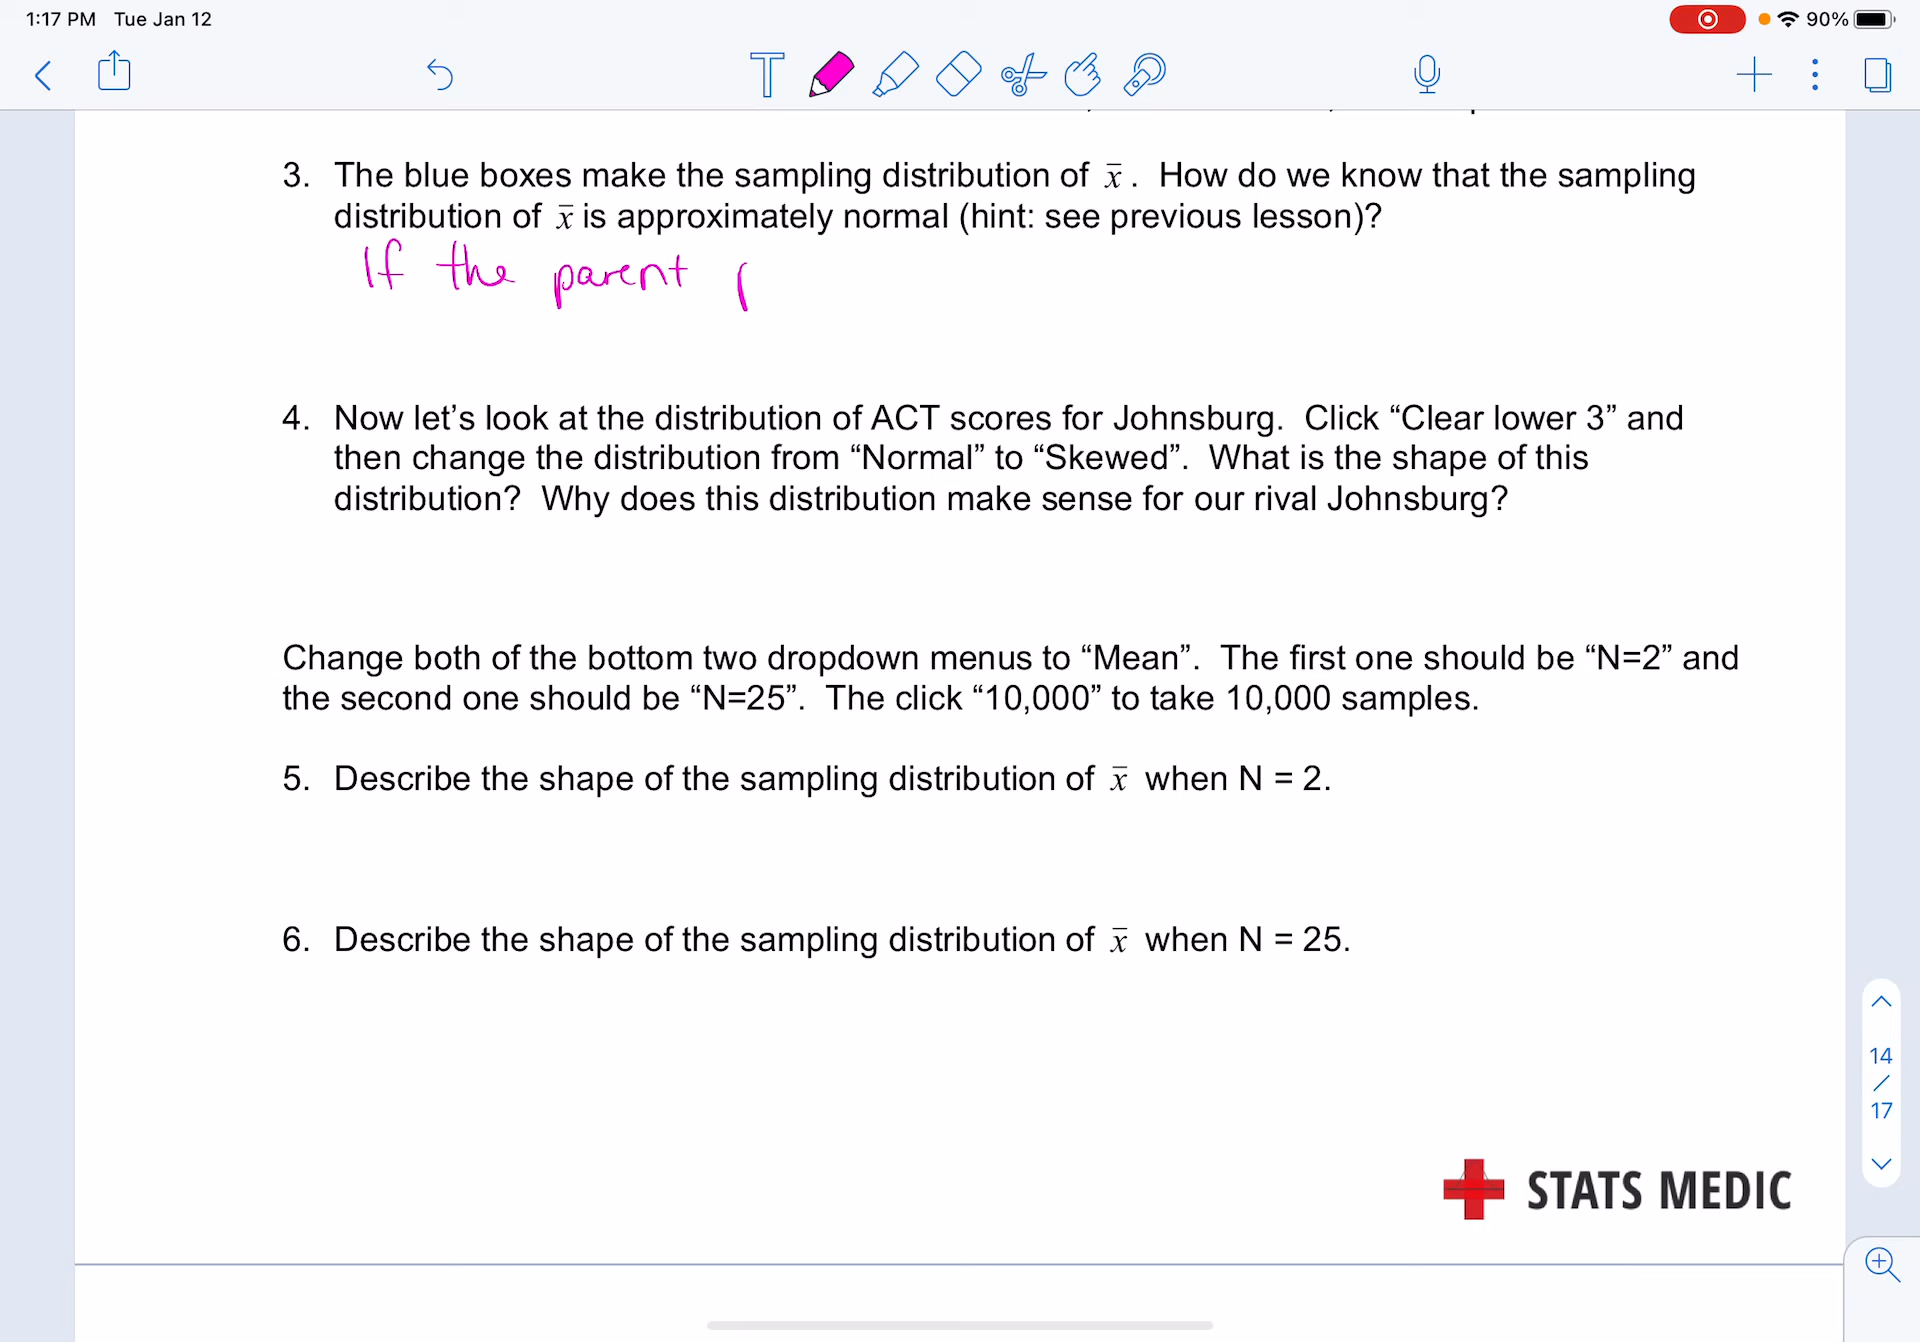 1:17 PM Tue Jan 12
90%
3. The blue boxes make the sampling distribution of x̄. How do we know that the sampling
distribution of x̄ is approximately normal (hint: see previous lesson)?
If the parent
4. Now let’s look at the distribution of ACT scores for Johnsburg. Click “Clear lower 3” and
then change the distribution from “Normal” to “Skewed”. What is the shape of this
distribution? Why does this distribution make sense for our rival Johnsburg?
Change both of the bottom two dropdown menus to “Mean”. The first one should be “N=2” and
the second one should be “N=25”. The click “10,000” to take 10,000 samples.
5. Describe the shape of the sampling distribution of x̄ when N = 2.
6. Describe the shape of the sampling distribution of x̄ when N = 25.
14
/
17
STATS MEDIC